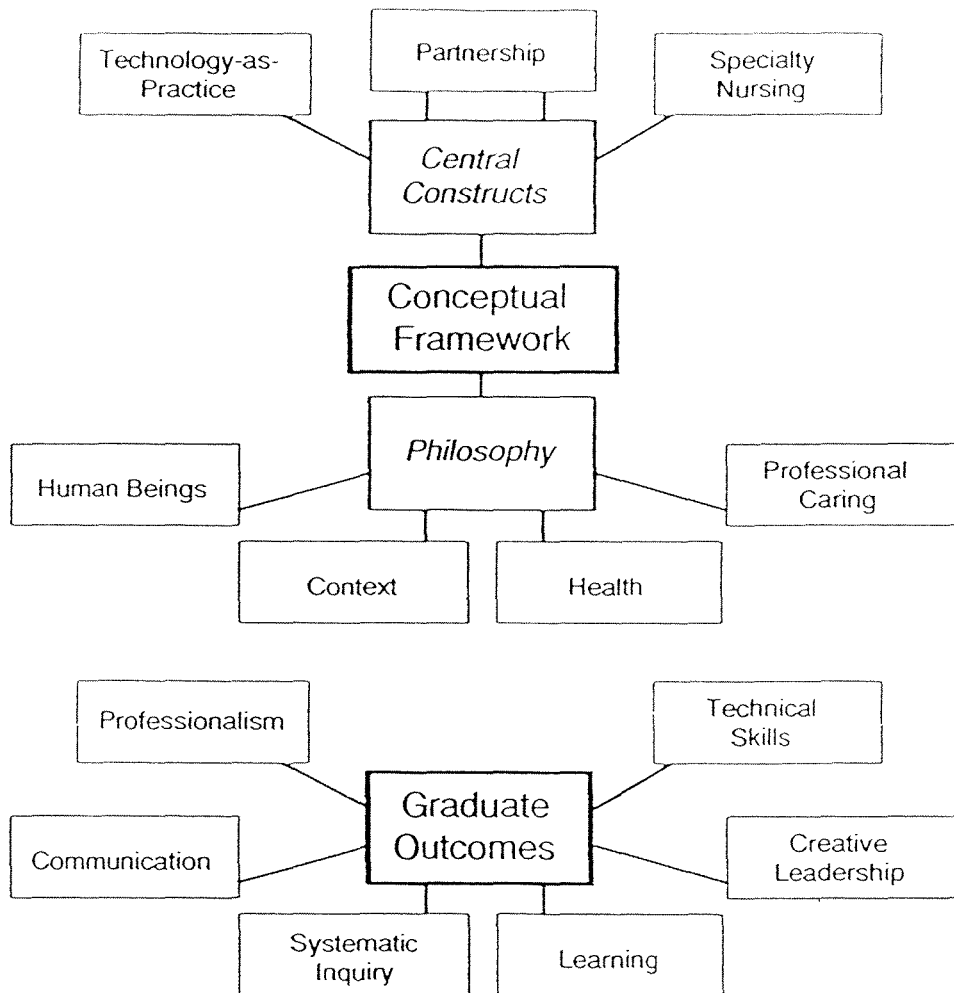 Technology-as-
Practice
Partnership
Specialty
Nursing
Central
Constructs
Conceptual
Framework
Philosophy
Human Beings
Professional
Caring
Context
Health
Professionalism
Technical
Skills
Graduate
Outcomes
Communication
Creative
Leadership
Systematic
Inquiry
Learning